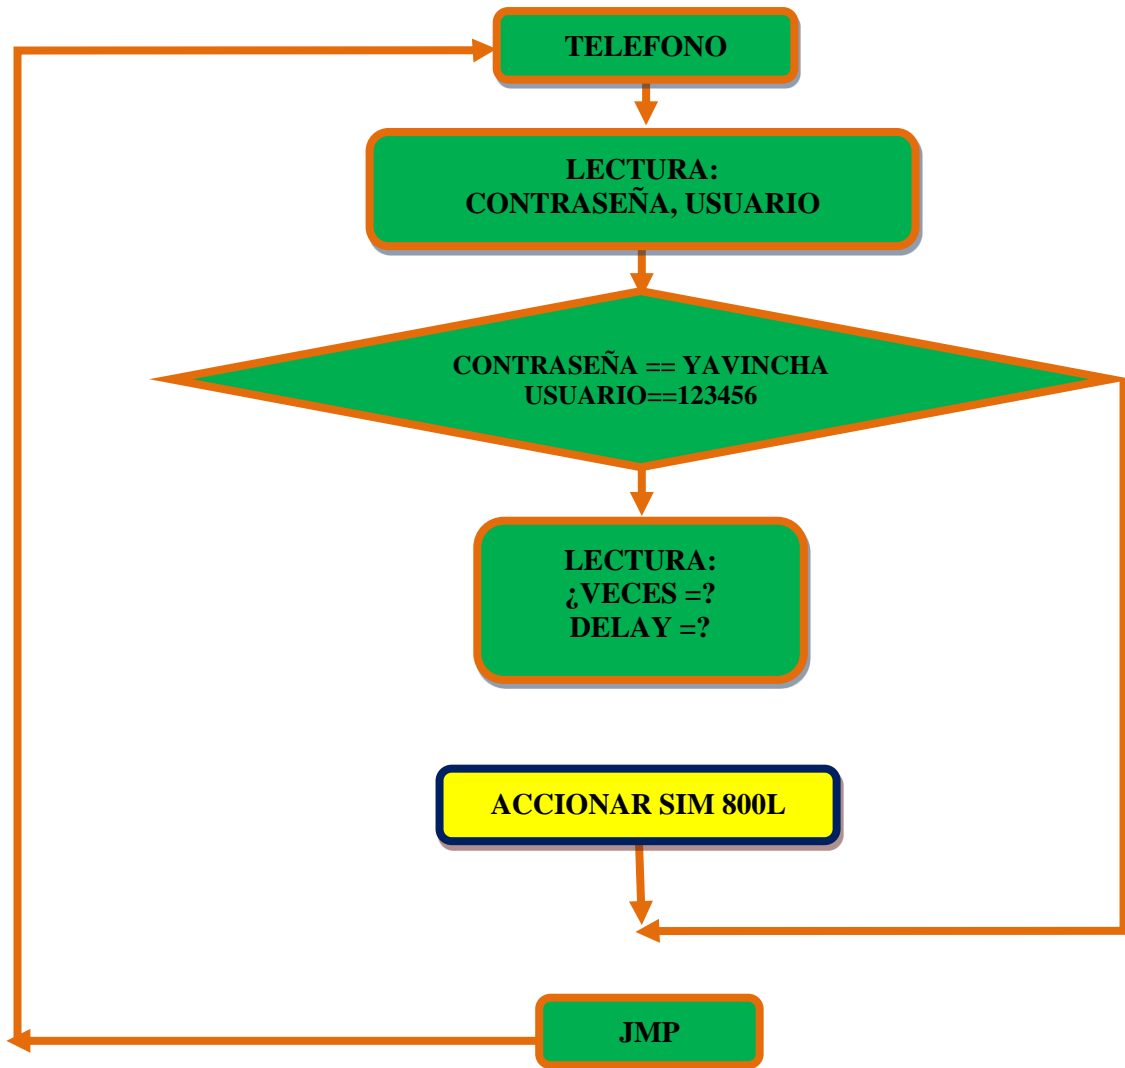 TELEFONO
LECTURA:
CONTRASEÑA, USUARIO
CONTRASEÑA == YAVINCHA
USUARIO==123456
LECTURA:
¿VECES =?
DELAY =?
ACCIONAR SIM 800L
JMP